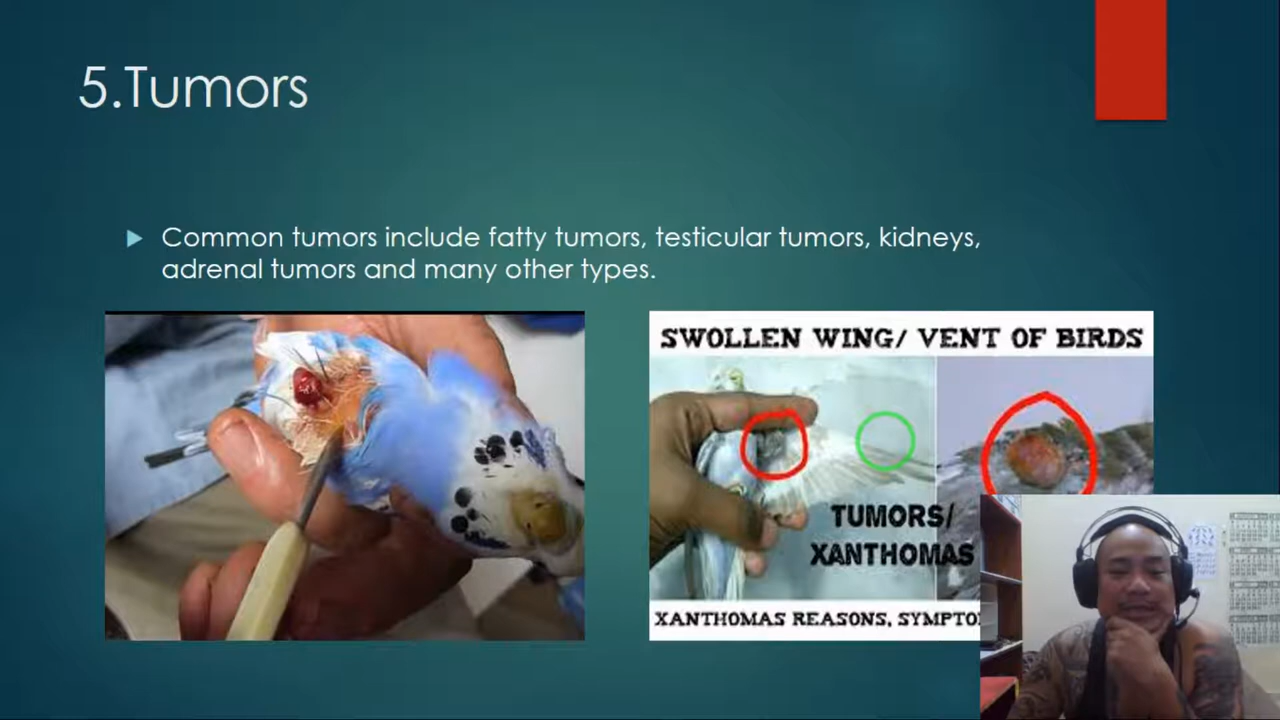 5.Tumors
Common tumors include fatty tumors, testicular tumors, kidneys,
adrenal tumors and many other types.
SWOLLEN WING/ VENT OF BIRDS
TUMORS/
XANTHOMAS
XANTHOMAS REASONS, SYMPTO